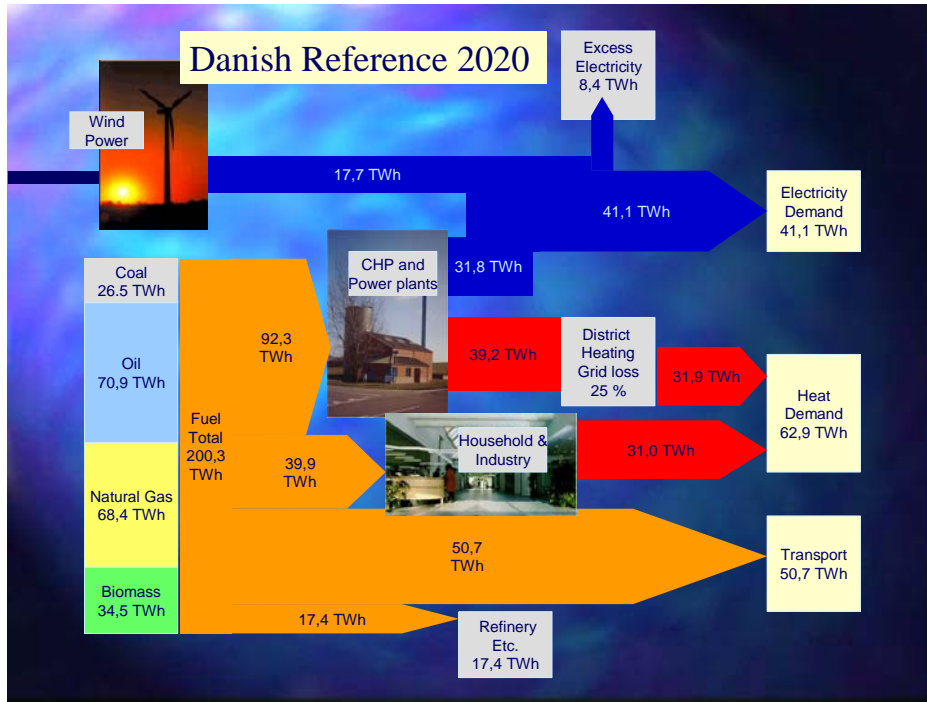 Danish Reference 2020
Excess
Electricity
8,4 TWh
Wind
Power
17,7 TWh
41,1 TWh
Electricity
Demand
41,1 TWh
CHP and
Power plants
31,8 TWh
Coal
26.5 TWh
92,3
TWh
39,2 TWh
District
Heating
Grid loss
25 %
31,9 TWh
Oil
70,9 TWh
Heat
Demand
62,9 TWh
Fuel
Total
200,3
TWh
Household &
Industry
31,0 TWh
39,9
TWh
Natural Gas
68,4 TWh
50,7
TWh
Transport
50,7 TWh
Biomass
34,5 TWh
17,4 TWh
Refinery
Etc.
17,4 TWh